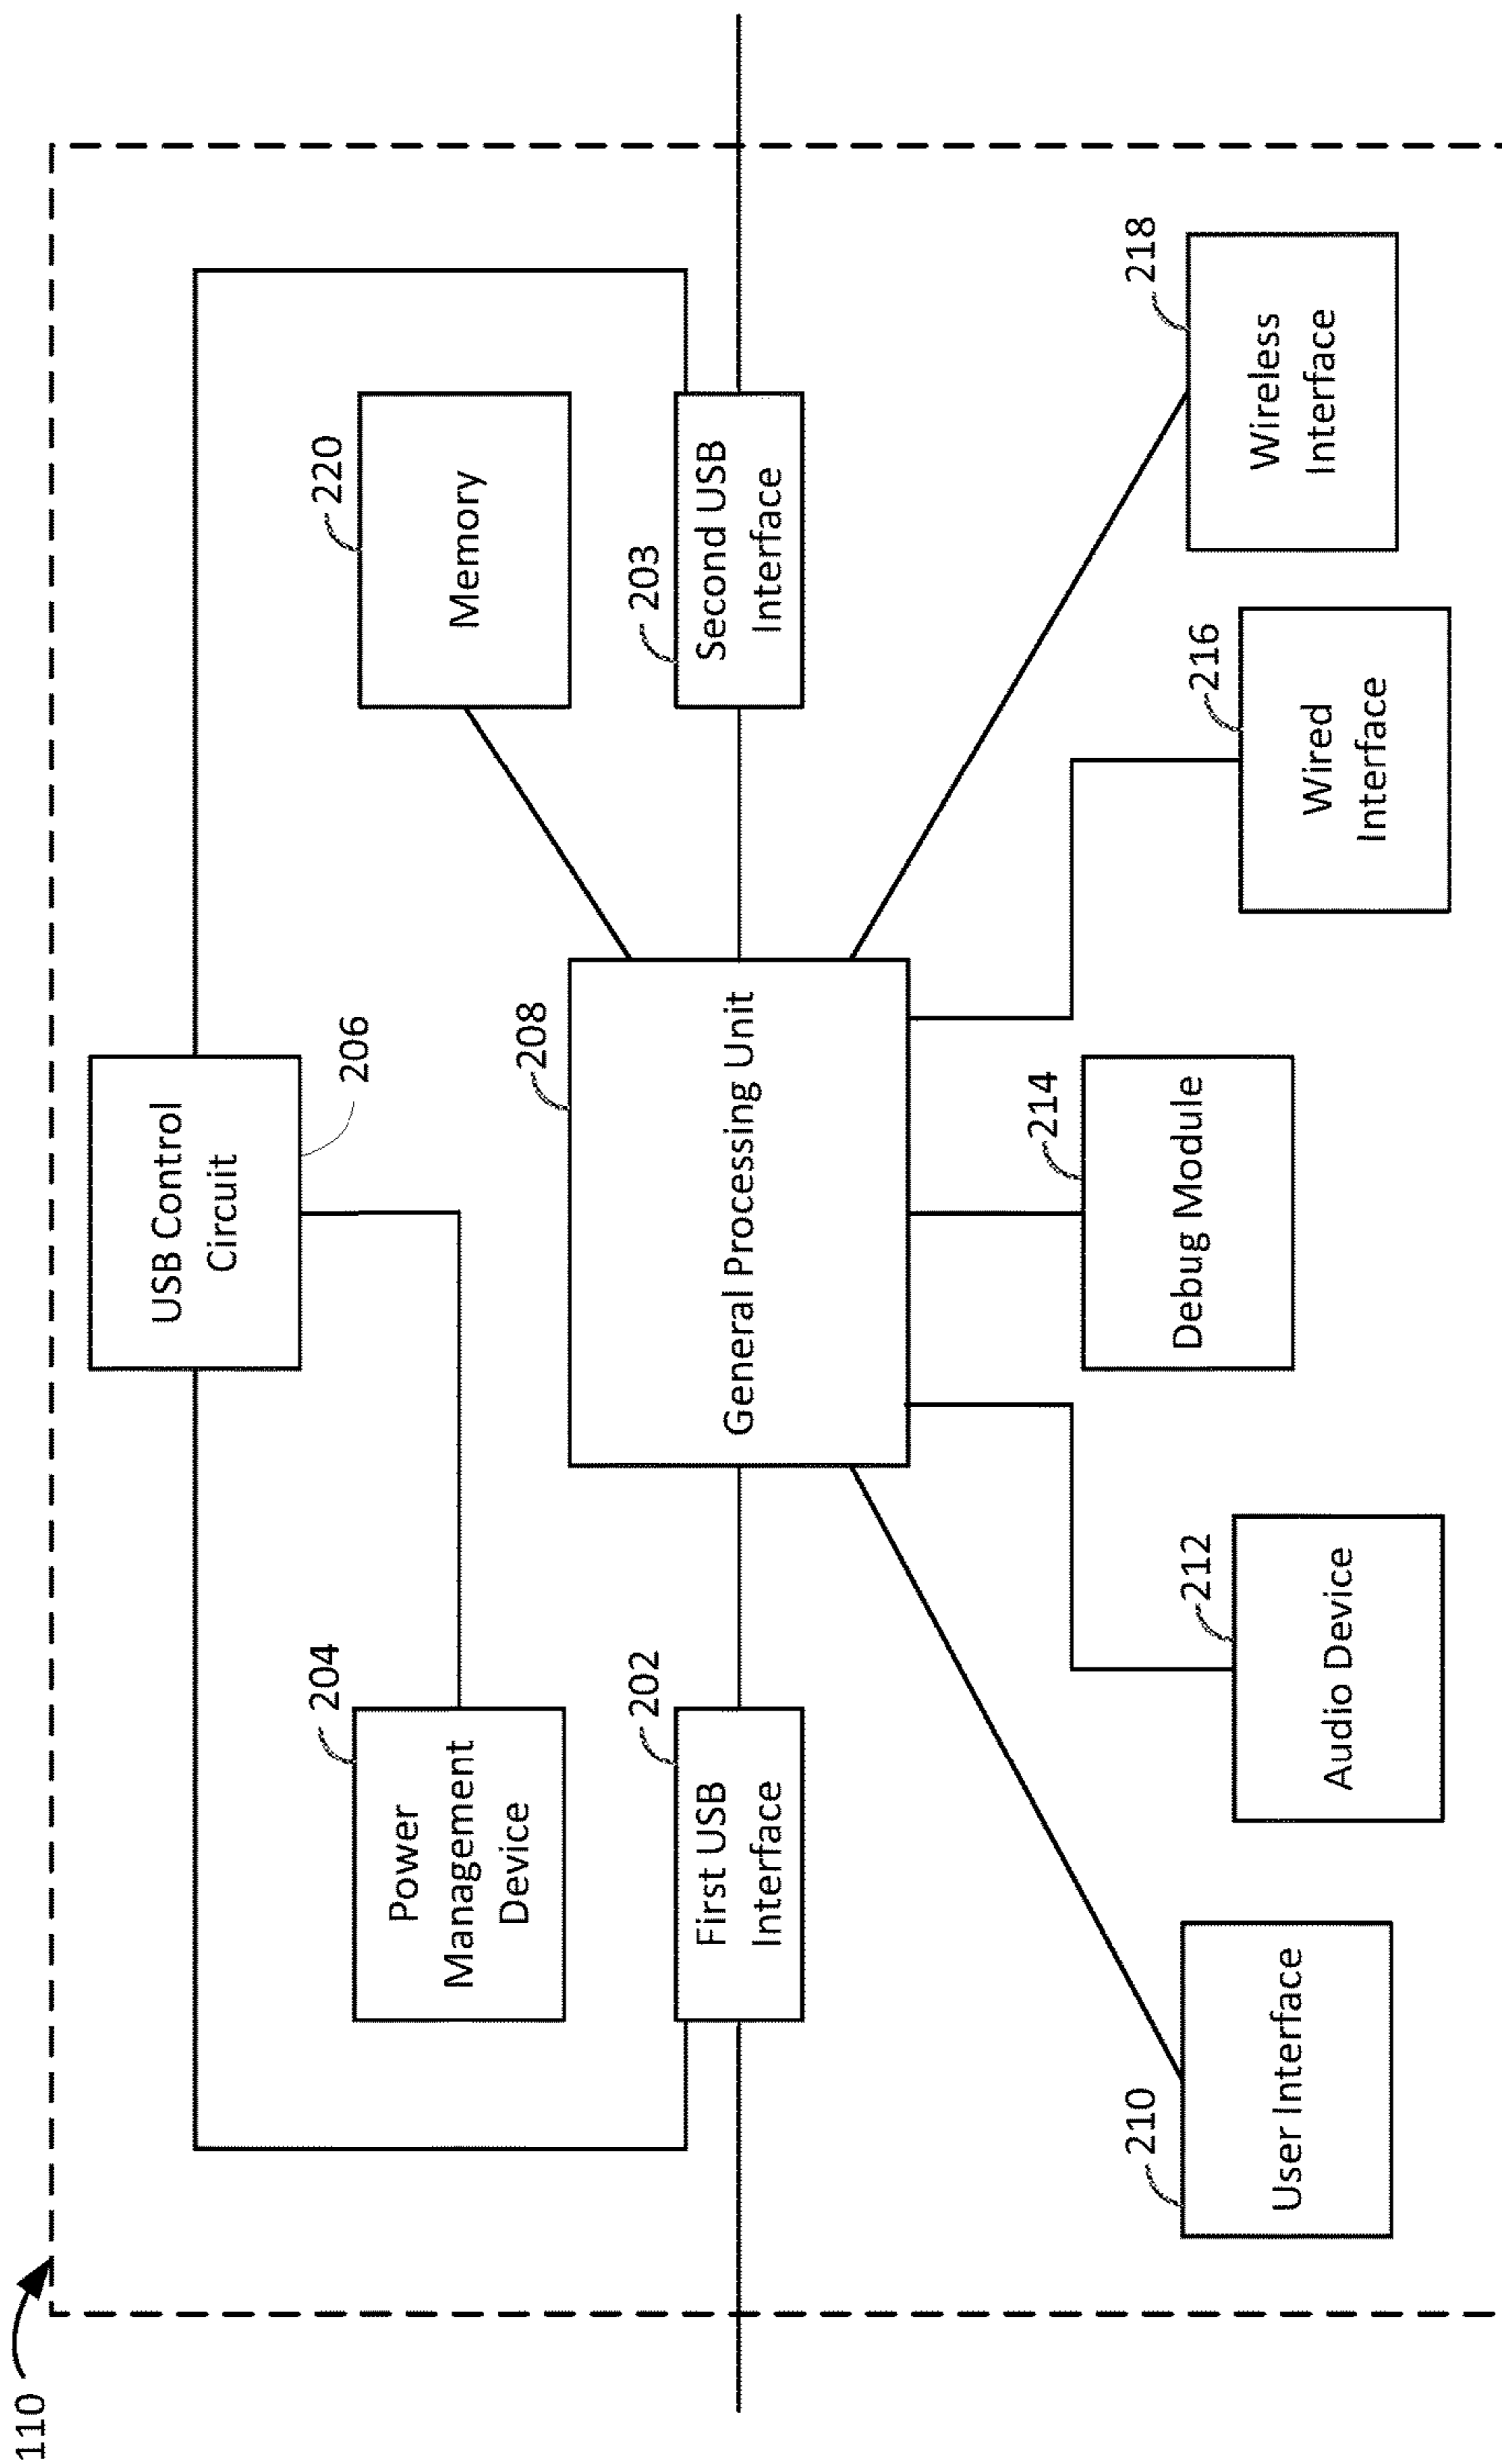 110
USB Control
Circuit
206
204
Power
Management
Device
220
Memory
208
General Processing Unit
202
First USB
Interface
203
Second USB
Interface
210
User Interface
212
Audio Device
214
Debug Module
216
Wired
Interface
218
Wireless
Interface